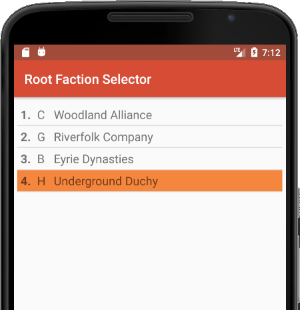 7:12
Root Faction Selector
1. C Woodland Alliance
2. G Riverfolk Company
3. B Eyrie Dynasties
4. H Underground Duchy